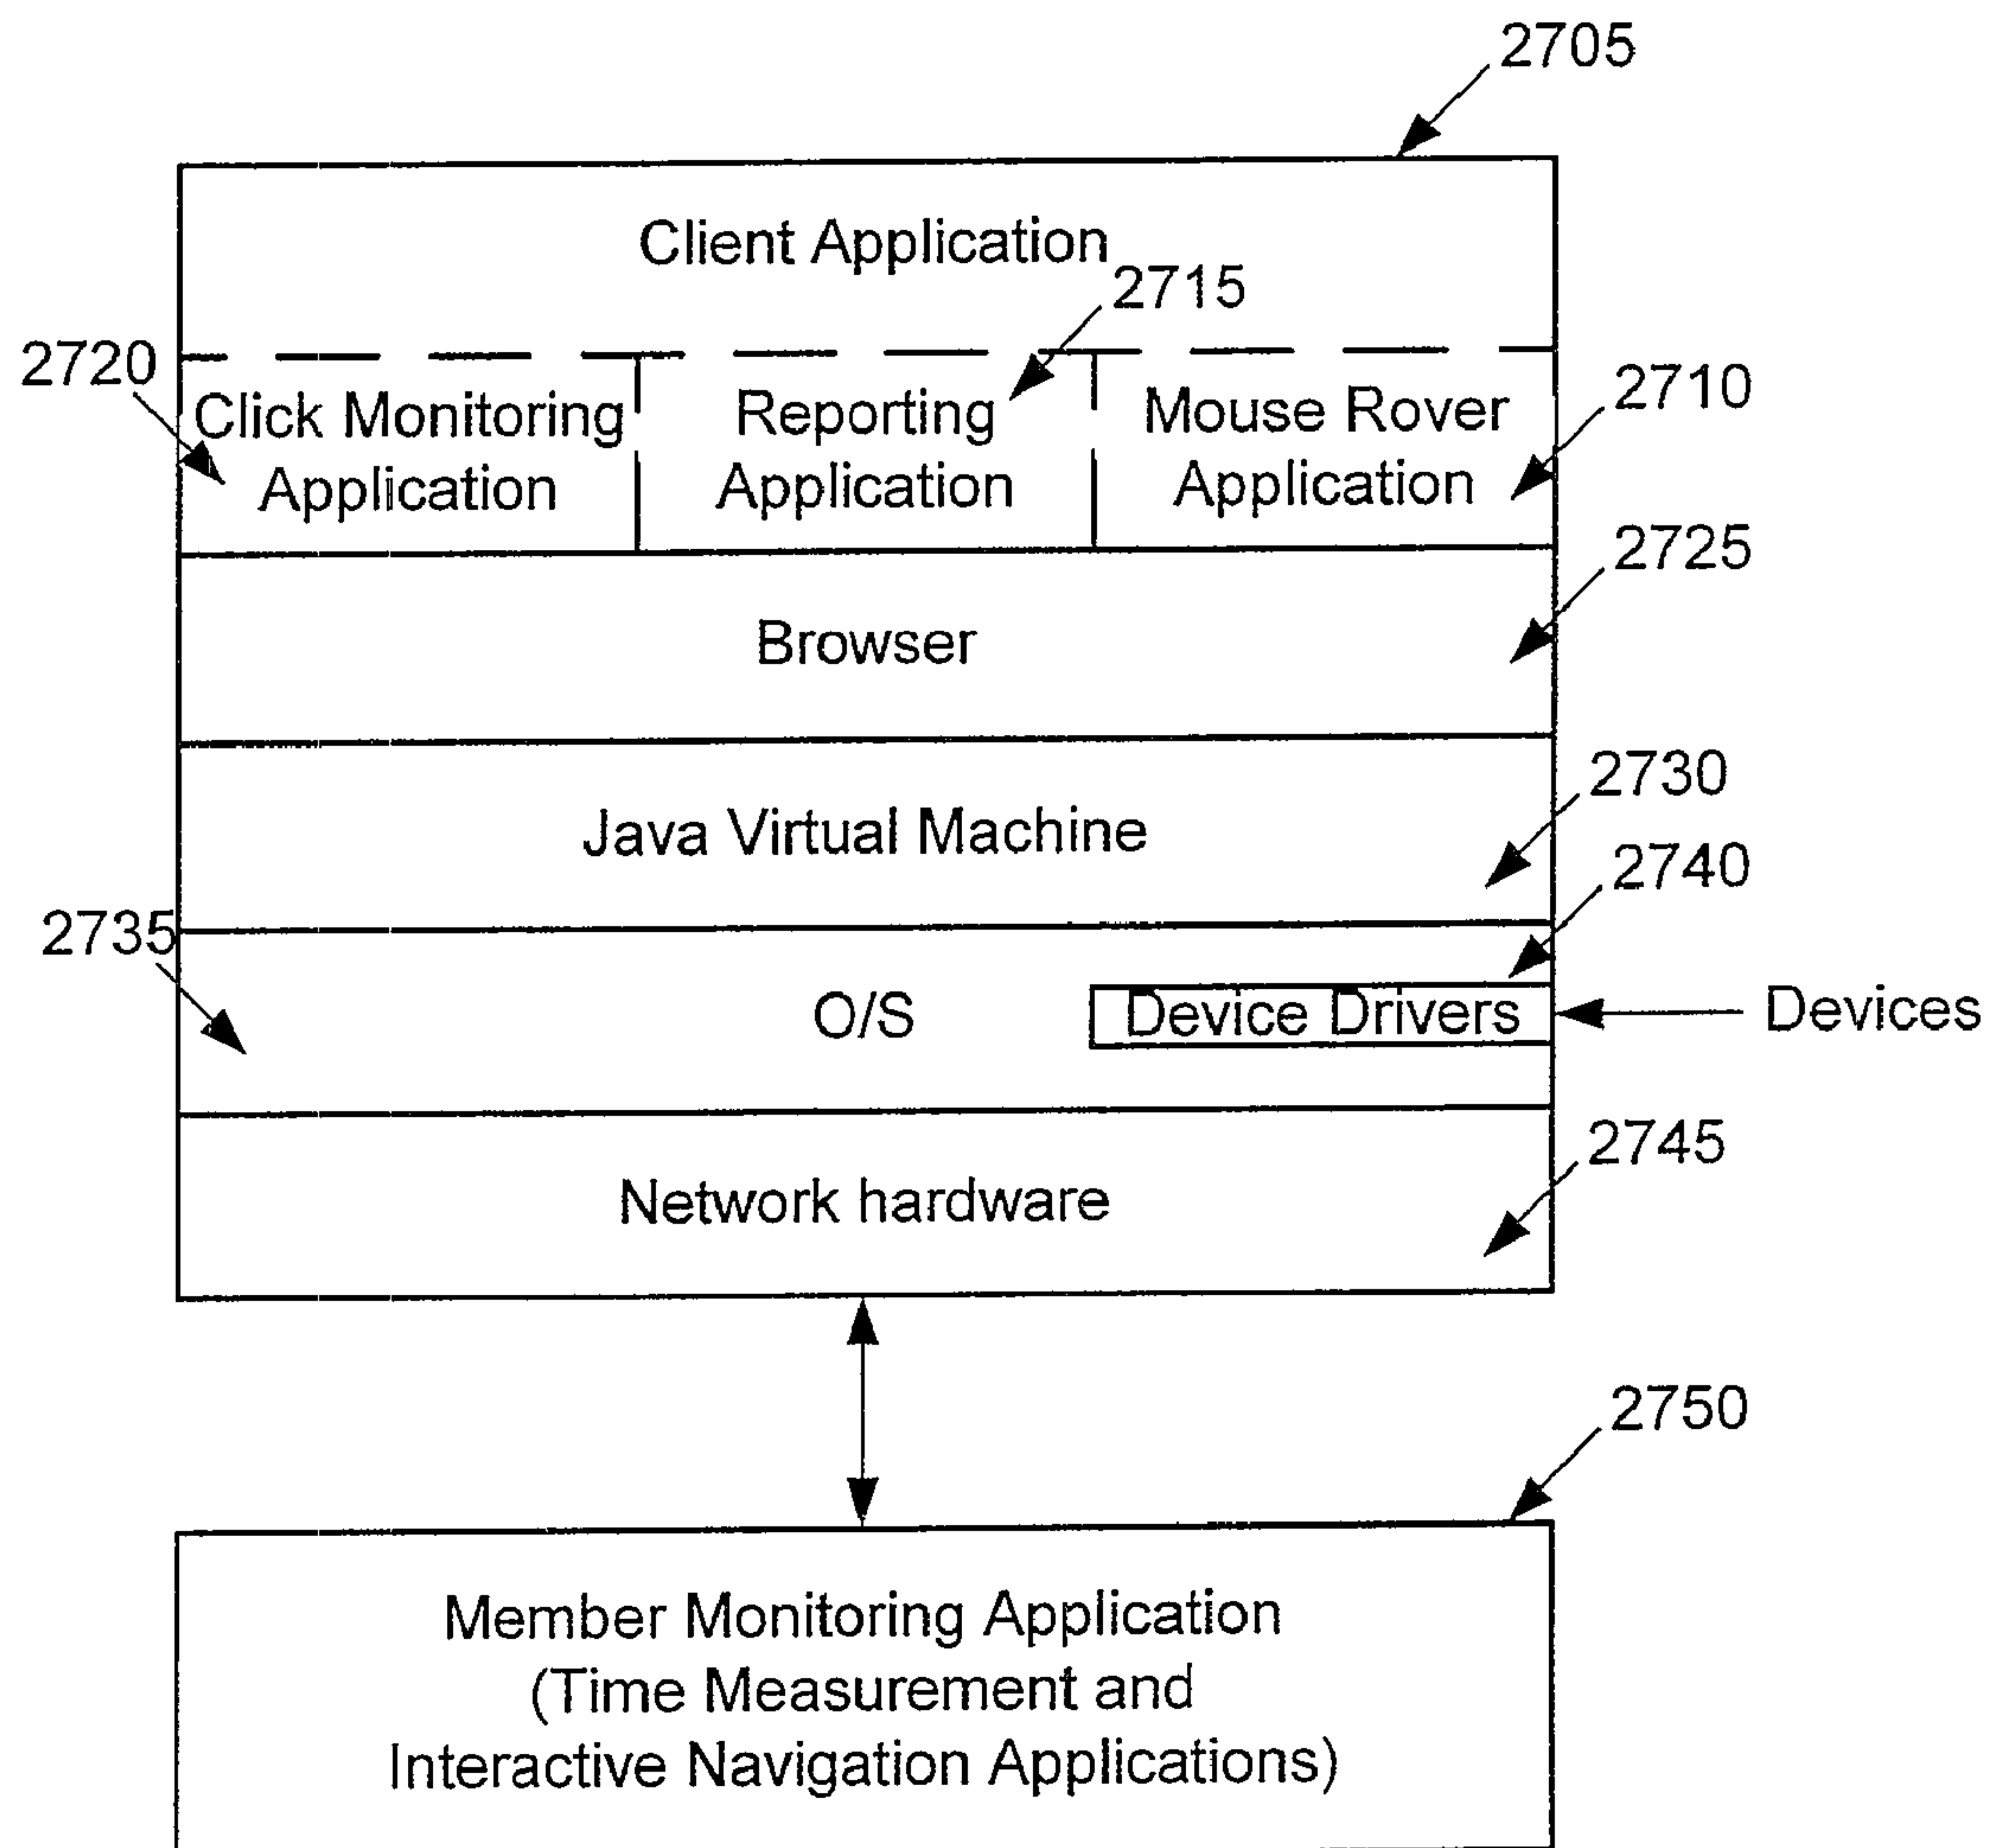 2705
Client Application
2715
2720
Click Monitoring
Application
Reporting
Application
Mouse Rover
Application
2710
2725
Browser
2730
Java Virtual Machine
2740
2735
O/S
Device Drivers
Devices
2745
Network hardware
2750
Member Monitoring Application
(Time Measurement and
Interactive Navigation Applications)